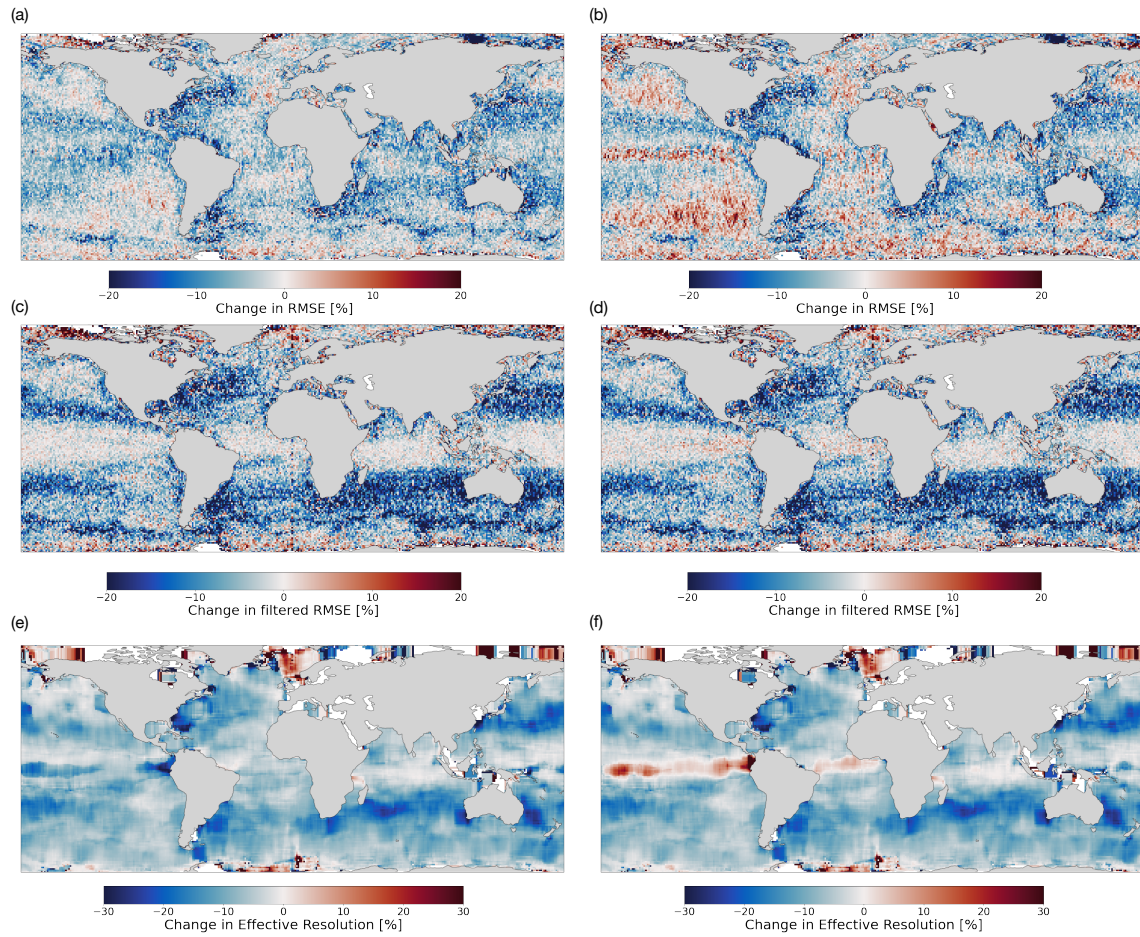 (a) (b)
−20 −10 0 10 20 −20 −10 0 10 20
Change in RMSE [%] Change in RMSE [%]
(c) (d)
−20 −10 0 10 20 −20 −10 0 10 20
Change in filtered RMSE [%] Change in filtered RMSE [%]
(e) (f)
−30 −20 −10 0 10 20 30 −30 −20 −10 0 10 20 30
Change in Effective Resolution [%] Change in Effective Resolution [%]